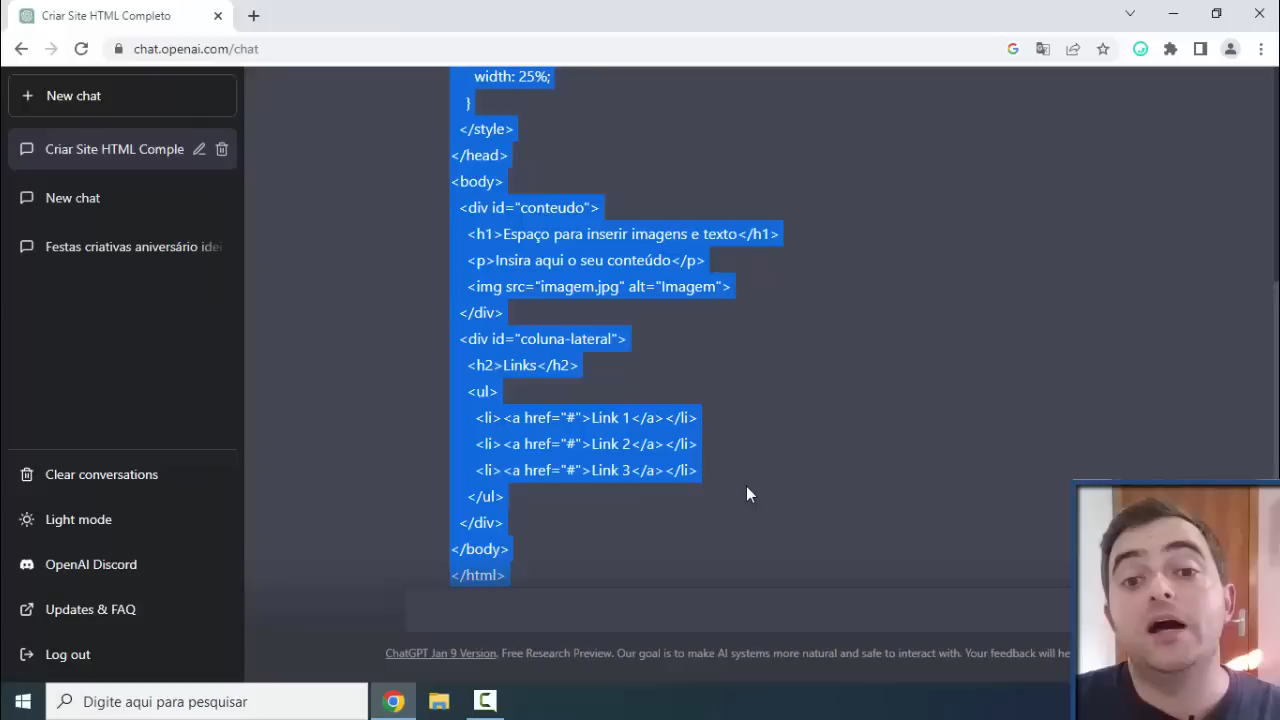 Criar Site HTML Completo
chat.openai.com/chat
New chat
Criar Site HTML Comple
New chat
Festas criativas aniversário idei
Clear conversations
Light mode
OpenAI Discord
Updates & FAQ
Log out
width: 25%;
}
</style>
</head>
<body>
<div id="conteudo">
<h1>Espaço para inserir imagens e texto</h1>
<p>Insira aqui o seu conteúdo</p>
<img src="imagem.jpg" alt="Imagem">
</div>
<div id="coluna-lateral">
<h2>Links</h2>
<ul>
<li><a href="#">Link 1</a></li>
<li><a href="#">Link 2</a></li>
<li><a href="#">Link 3</a></li>
</ul>
</div>
</body>
</html>
ChatGPT Jan 9 Version. Free Research Preview. Our goal is to make AI systems more natural and safe to interact with. Your feedback will he
Digite aqui para pesquisar